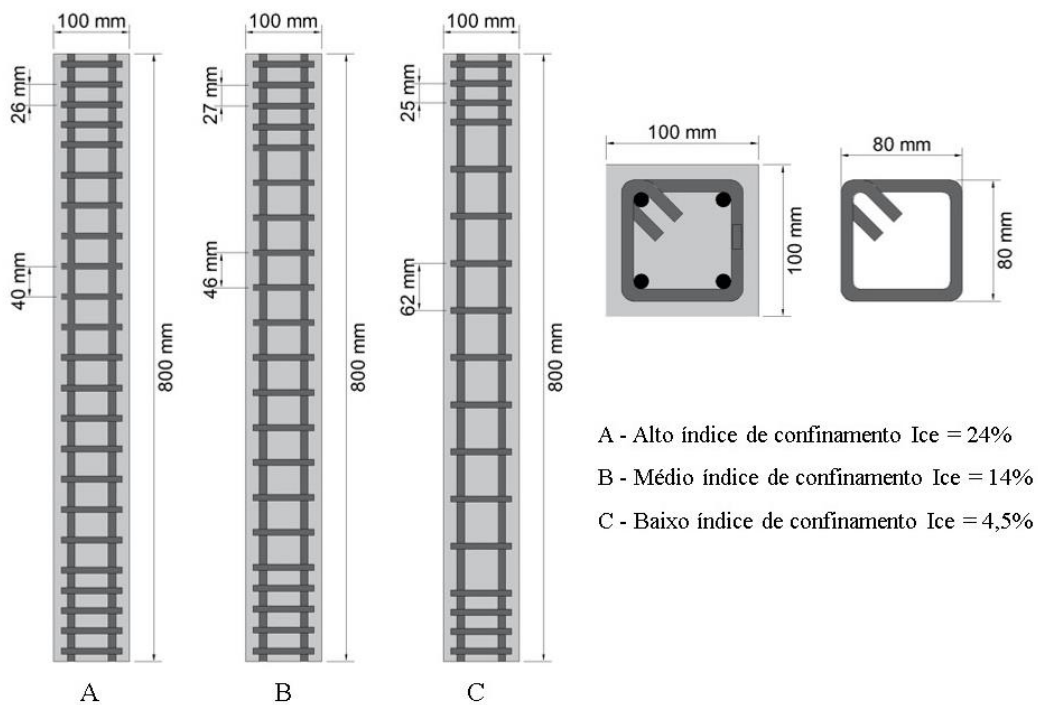 100 mm
100 mm
100 mm
26 mm
40 mm
800 mm
27 mm
46 mm
800 mm
25 mm
62 mm
800 mm
100 mm
100 mm
80 mm
80 mm
A - Alto índice de confinamento Ice = 24%
B - Médio índice de confinamento Ice = 14%
C - Baixo índice de confinamento Ice = 4,5%
A
B
C